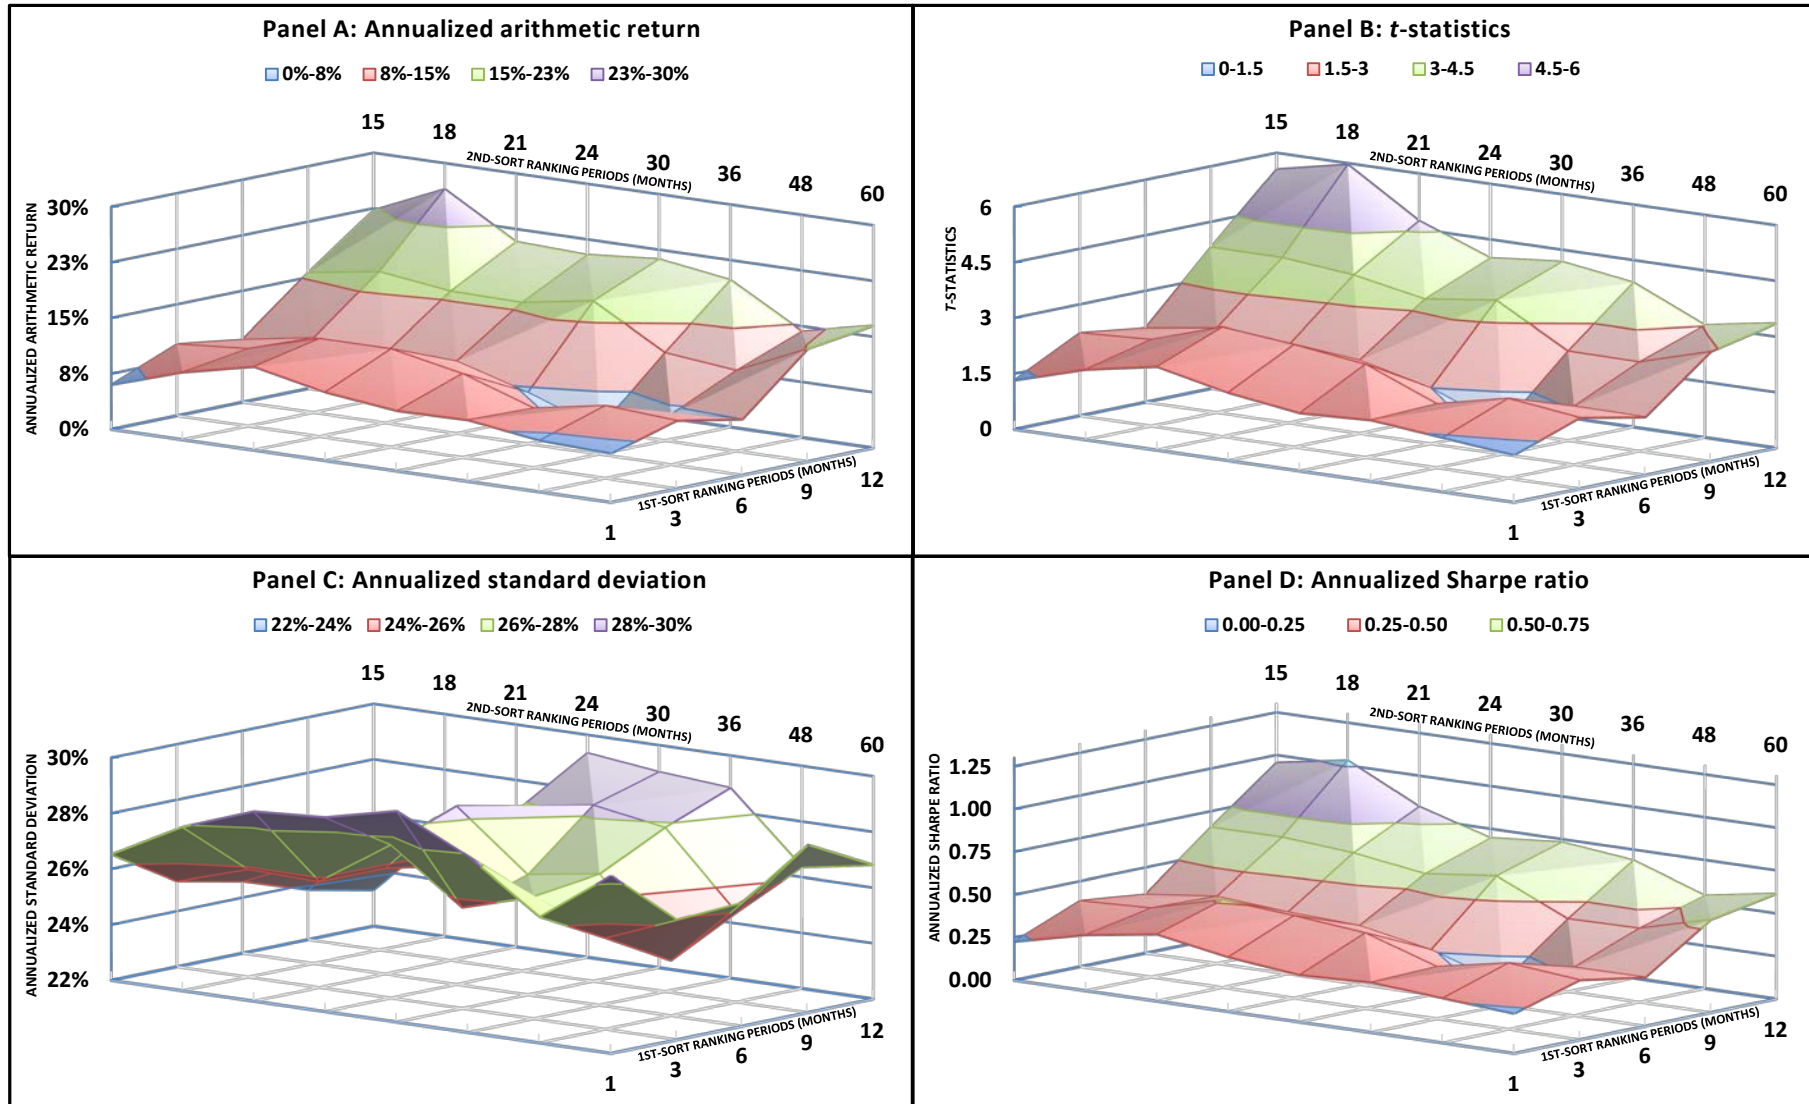 Panel A: Annualized arithmetic return
0%-8% 8%-15% 15%-23% 23%-30%
15 18 21 24 30 36 48 60
2ND-SORT RANKING PERIODS (MONTHS)
30%
23%
15%
8%
0%
ANNUALIZED ARITHMETIC RETURN
1ST-SORT RANKING PERIODS (MONTHS)
1 3 6 9 12
Panel B: t-statistics
0-1.5 1.5-3 3-4.5 4.5-6
15 18 21 24 30 36 48 60
2ND-SORT RANKING PERIODS (MONTHS)
6
4.5
3
1.5
0
T-STATISTICS
1ST-SORT RANKING PERIODS (MONTHS)
1 3 6 9 12
Panel C: Annualized standard deviation
22%-24% 24%-26% 26%-28% 28%-30%
15 18 21 24 30 36 48 60
2ND-SORT RANKING PERIODS (MONTHS)
30%
28%
26%
24%
22%
ANNUALIZED STANDARD DEVIATION
1ST-SORT RANKING PERIODS (MONTHS)
1 3 6 9 12
Panel D: Annualized Sharpe ratio
0.00-0.25 0.25-0.50 0.50-0.75
15 18 21 24 30 36 48 60
2ND-SORT RANKING PERIODS (MONTHS)
1.25
1.00
0.75
0.50
0.25
0.00
ANNUALIZED SHARPE RATIO
1ST-SORT RANKING PERIODS (MONTHS)
1 3 6 9 12